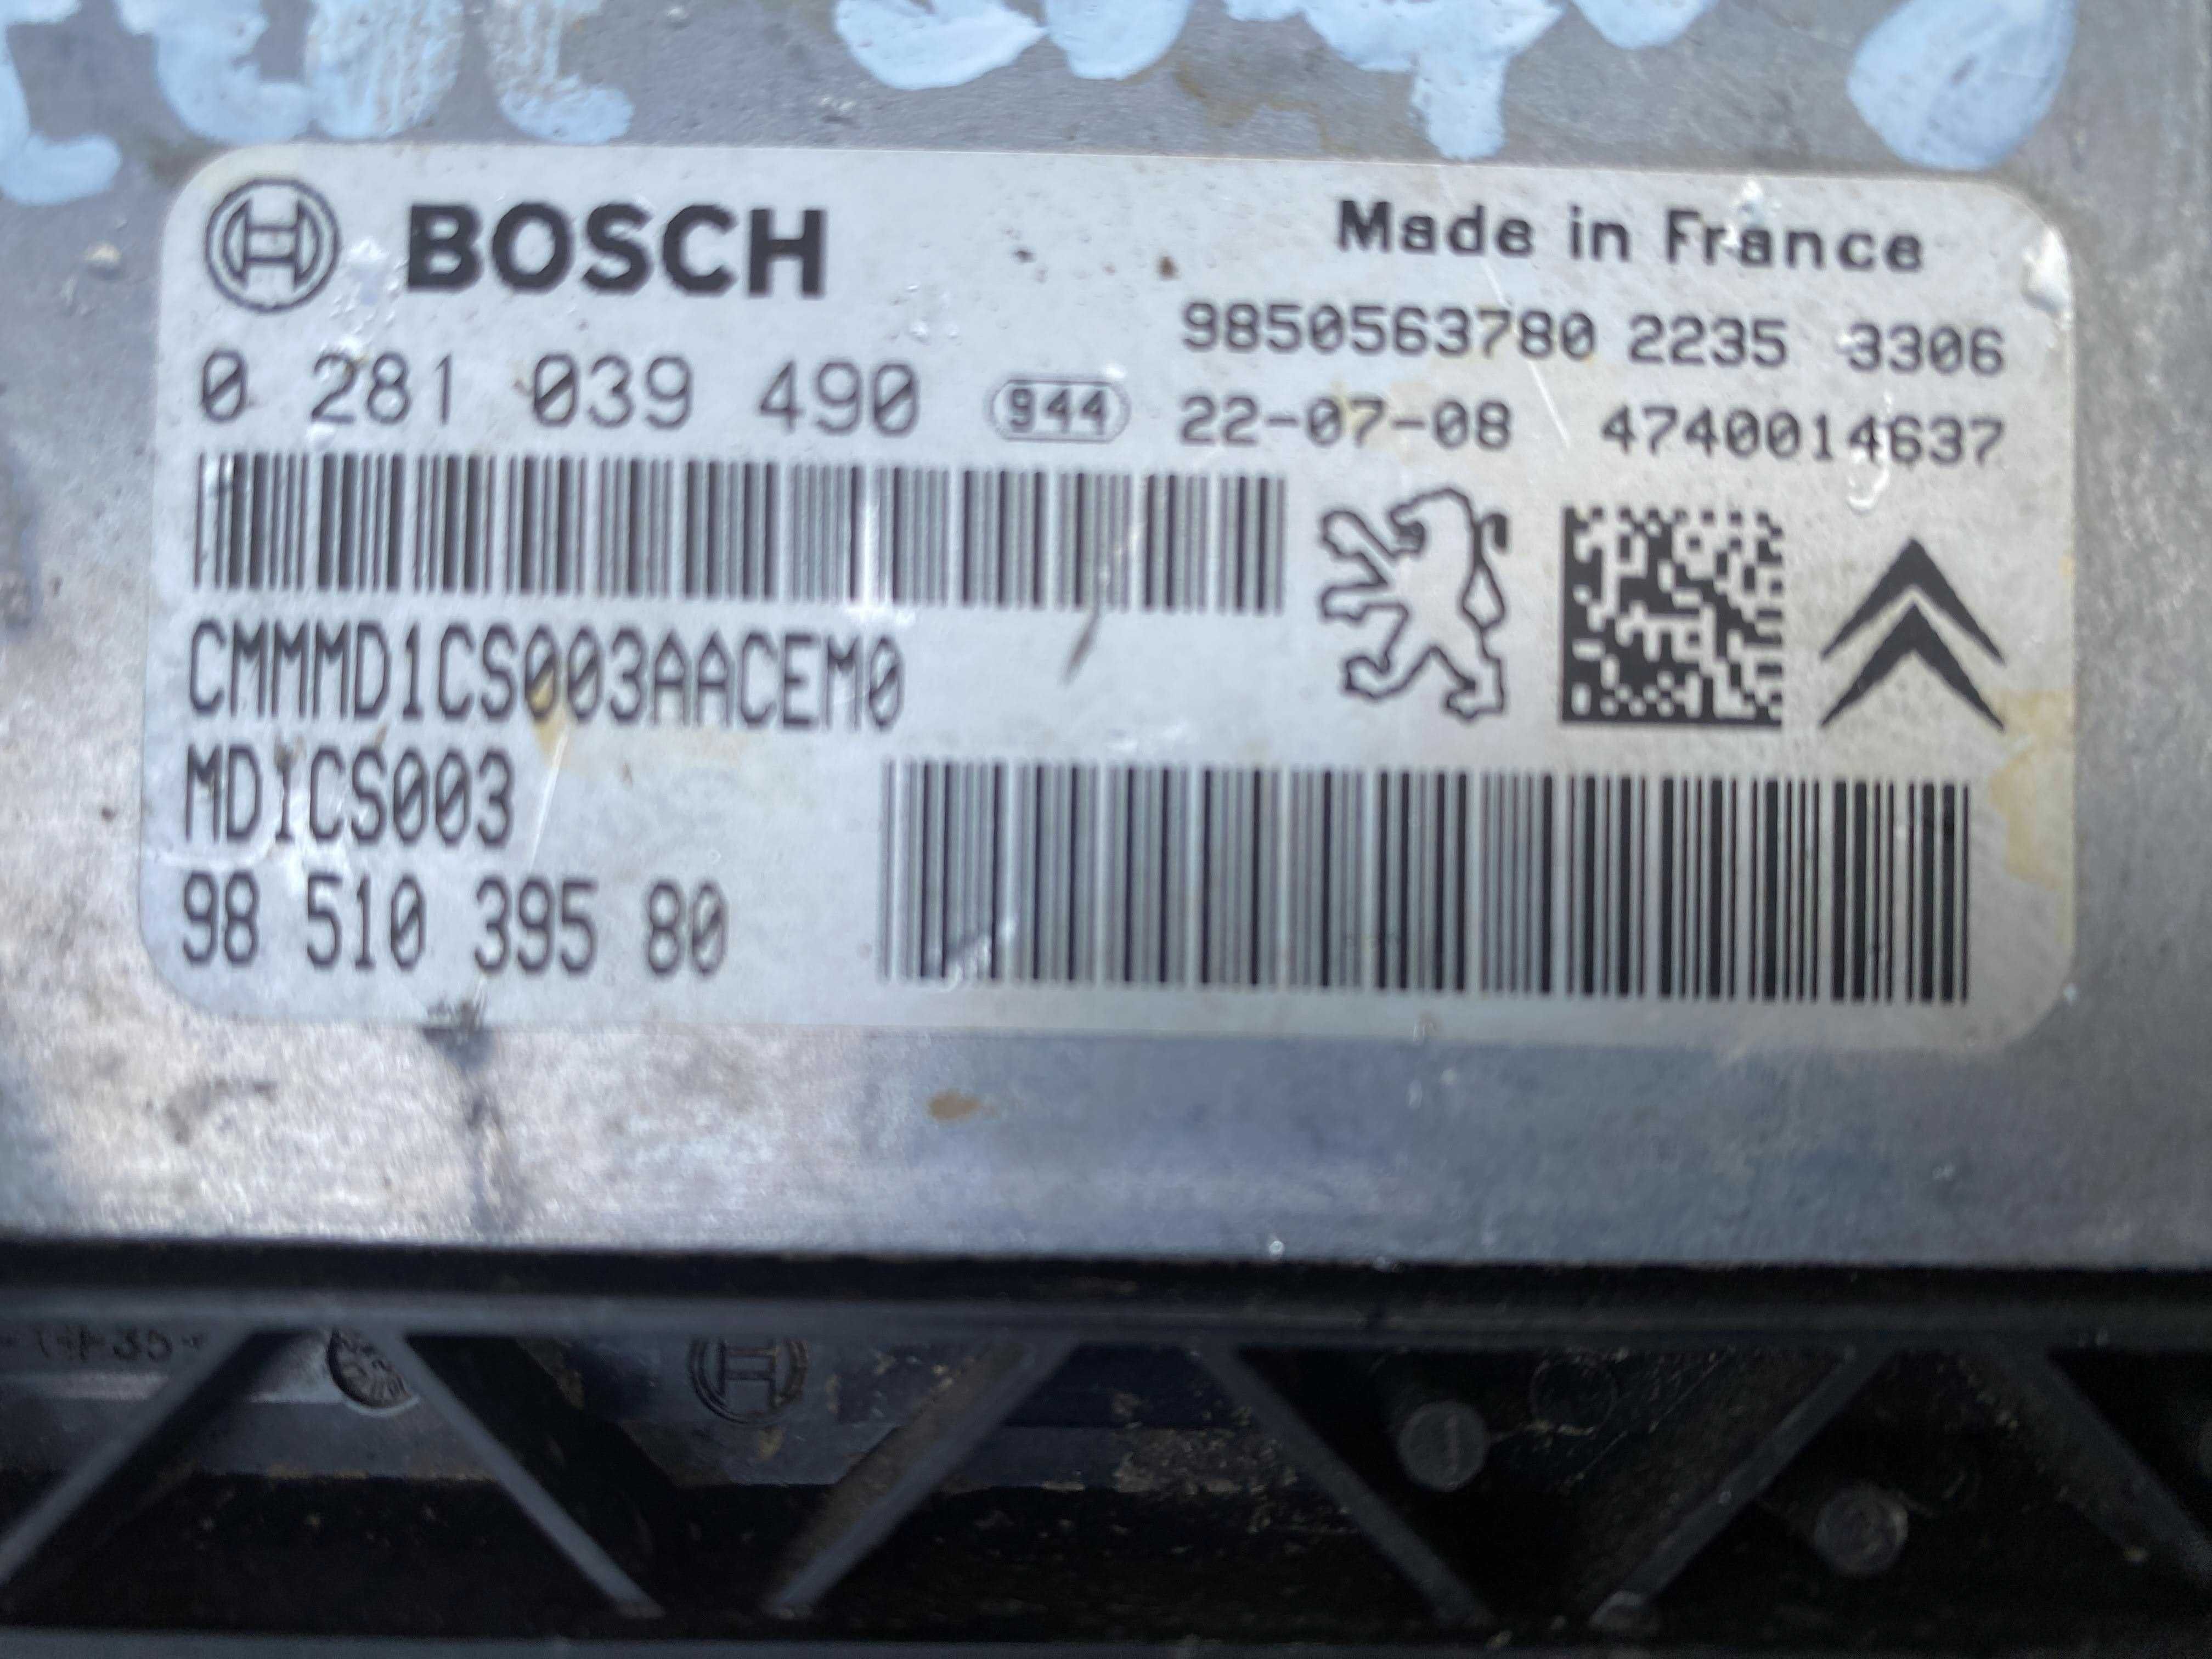 BOSCH
Made in France
9850563780 2235 3306
0 281 039 490 944 22-07-08 4740014637
CMMMD1CS003AACEM0
MD1CS003
98 510 395 80